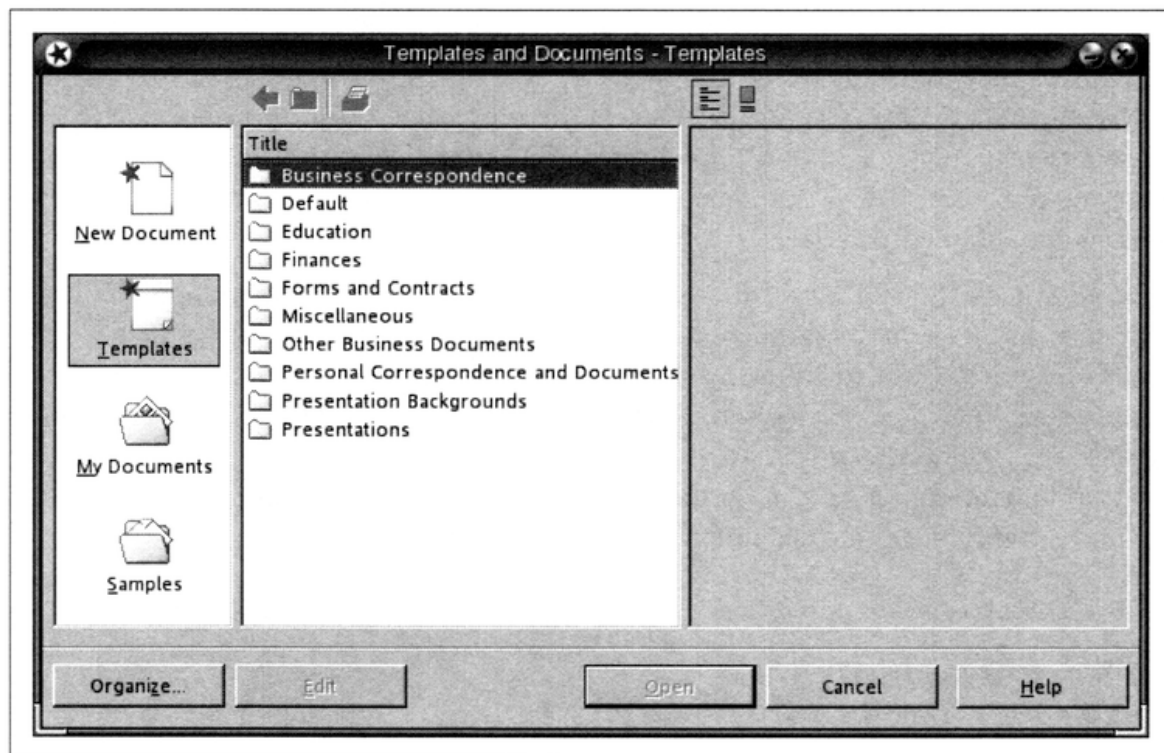 Templates and Documents - Templates
Title
New Document
Templates
My Documents
Samples
Business Correspondence
Default
Education
Finances
Forms and Contracts
Miscellaneous
Other Business Documents
Personal Correspondence and Documents
Presentation Backgrounds
Presentations
Organize...
Edit
Open
Cancel
Help